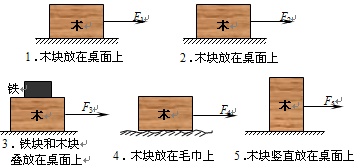 木 F₁
1.木块放在桌面上
木 F₂
2.木块放在桌面上
铁
木 F₃
3.铁块和木块
叠放在桌面上
木 F₄
4.木块放在毛巾上
木 F₅
5.木块竖直放在桌面上